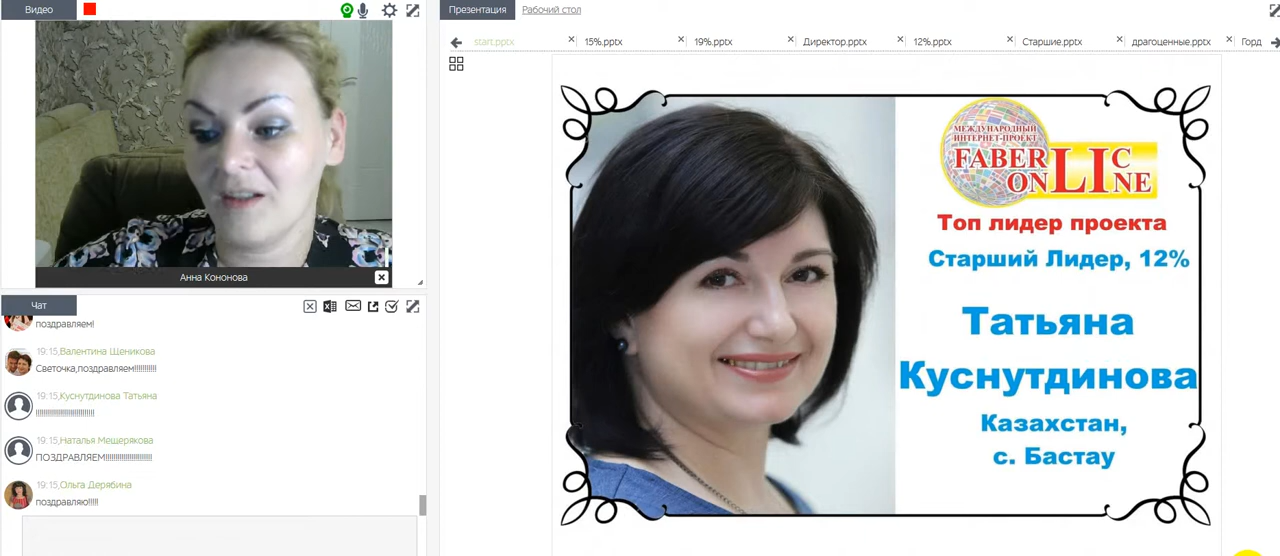 Видео
Анна Кононова
Чат
поздравляем!
19:15, Валентина Щеникова
Светочка,поздравляем!!!!!!!!!!!
19:15, Куснутдинова Татьяна
!!!!!!!!!!!!!!!!!!!!!!!!!!!!
19:15, Наталья Мещерякова
ПОЗДРАВЛЯЕМ!!!!!!!!!!!!!!!!!!!!!!
19:15, Ольга Дерябина
поздравляю!!!!!
Презентация
Рабочий стол
start.pptx
15%.pptx
19%.pptx
Директор.pptx
12%.pptx
Старшие.pptx
драгоценные.pptx
Горд
МЕЖДУНАРОДНЫЙ
ИНТЕРНЕТ-ПРОЕКТ
FABERLIC
ONLINE
Топ лидер проекта
Старший Лидер, 12%
Татьяна
Куснутдинова
Казахстан,
с. Бастау